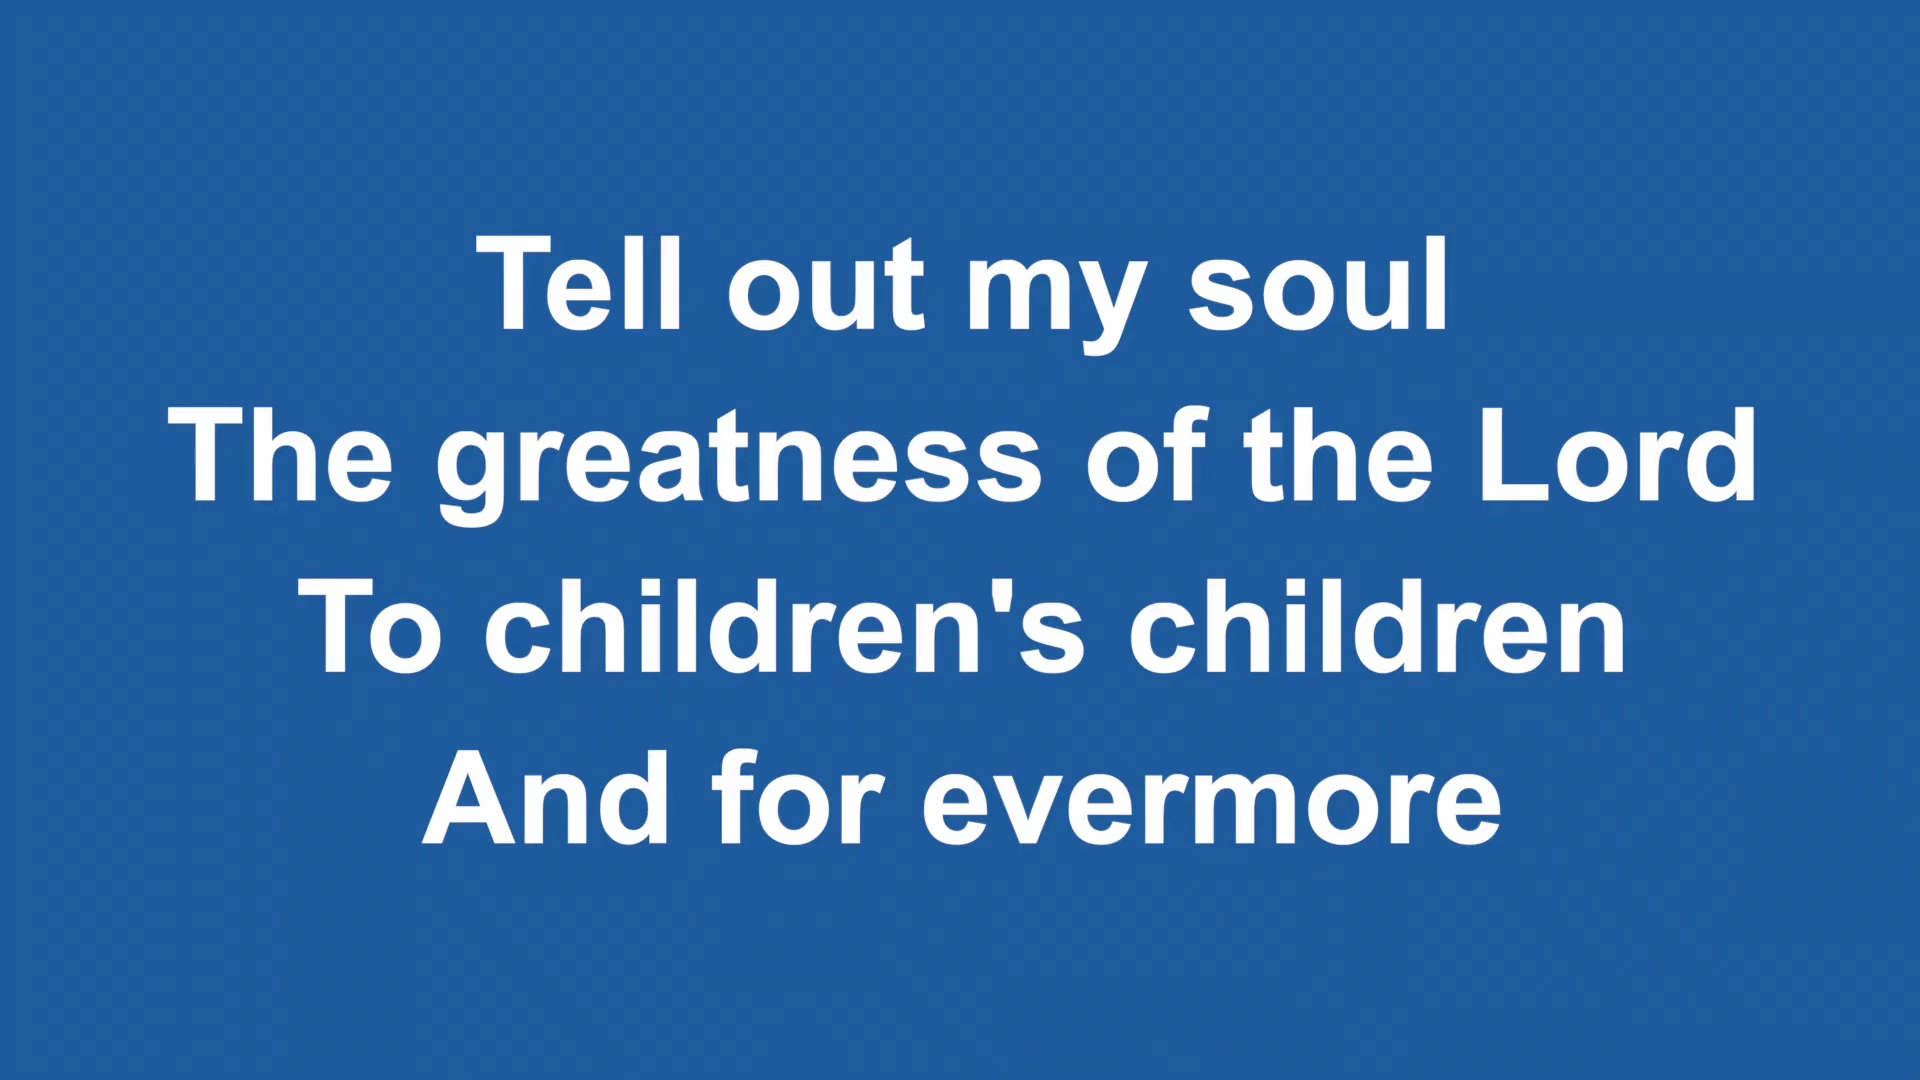 Tell out my soul
The greatness of the Lord
To children's children
And for evermore